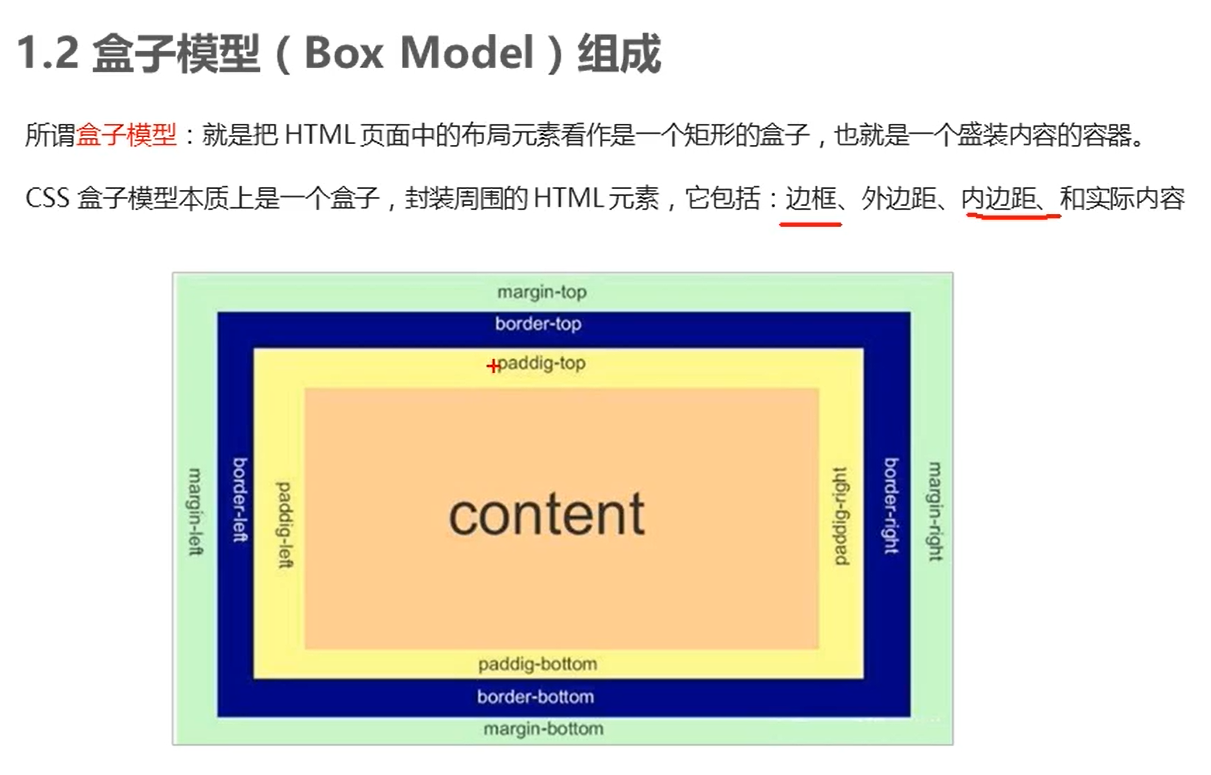 1.2 盒子模型（Box Model）组成
所谓盒子模型：就是把 HTML 页面中的布局元素看作是一个矩形的盒子，也就是一个盛装内容的容器。
CSS 盒子模型本质上是一个盒子，封装周围的 HTML 元素，它包括：边框、外边距、内边距、和实际内容
margin-top
border-top
paddig-top
margin-left
border-left
paddig-left
content
paddig-right
border-right
margin-right
paddig-bottom
border-bottom
margin-bottom